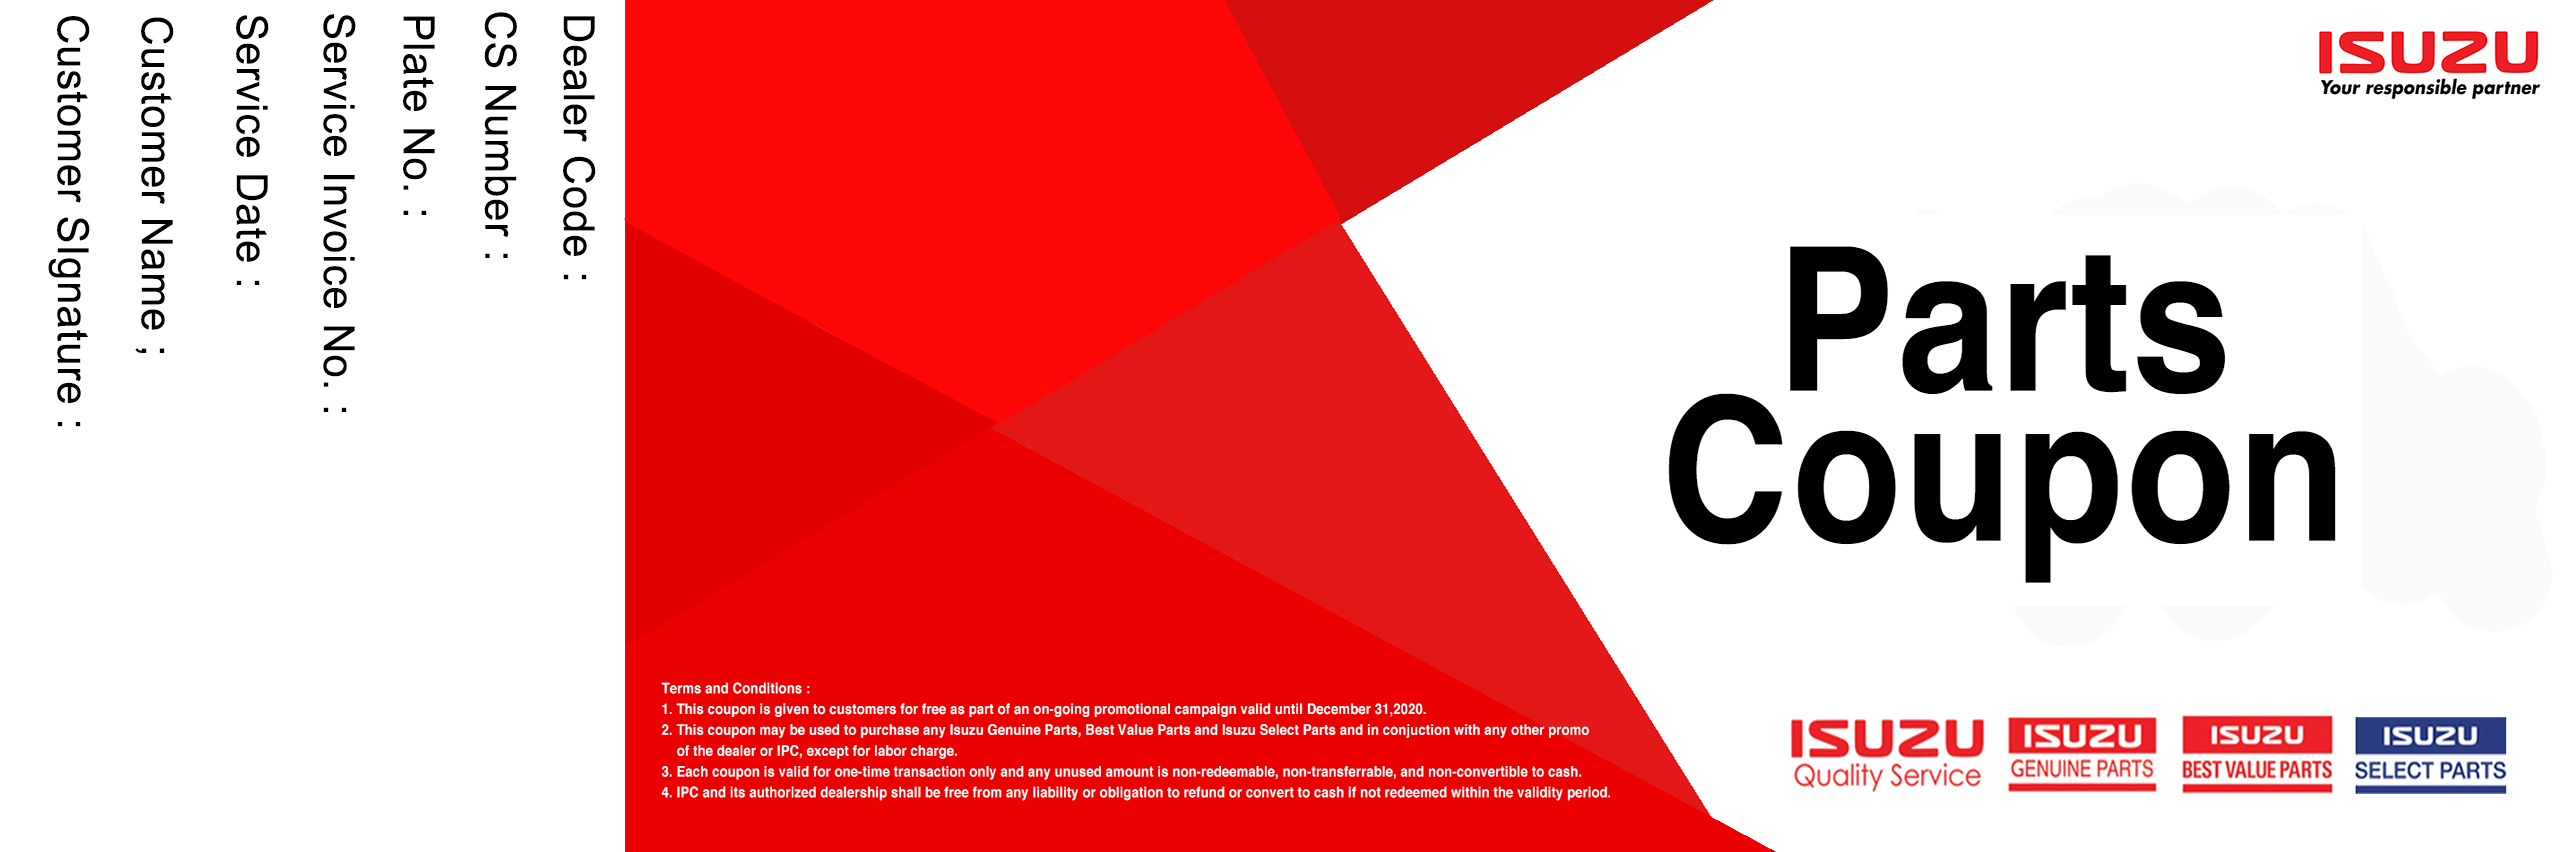 Dealer Code :
CS Number :
Plate No. :
Service Invoice No. :
Service Date :
Customer Name ;
Customer SIgnature :
ISUZU
Your responsible partner
Parts
Coupon
Terms and Conditions :
1. This coupon is given to customers for free as part of an on-going promotional campaign valid until December 31,2020.
2. This coupon may be used to purchase any Isuzu Genuine Parts, Best Value Parts and Isuzu Select Parts and in conjuction with any other promo
of the dealer or IPC, except for labor charge.
3. Each coupon is valid for one-time transaction only and any unused amount is non-redeemable, non-transferrable, and non-convertible to cash.
4. IPC and its authorized dealership shall be free from any liability or obligation to refund or convert to cash if not redeemed within the validity period.
ISUZU
Quality Service
ISUZU
GENUINE PARTS
ISUZU
BEST VALUE PARTS
ISUZU
SELECT PARTS